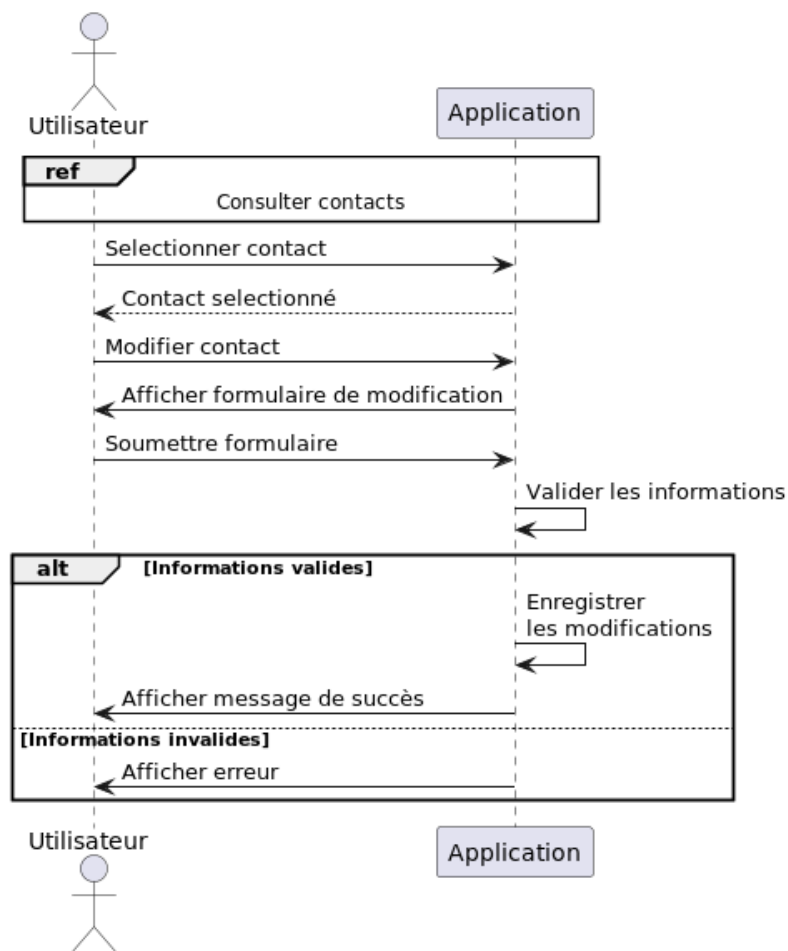 Utilisateur
Application
ref
Consulter contacts
Selectionner contact
Contact selectionné
Modifier contact
Afficher formulaire de modification
Soumettre formulaire
Valider les informations
alt [Informations valides]
Enregistrer
les modifications
Afficher message de succès
[Informations invalides]
Afficher erreur
Utilisateur
Application